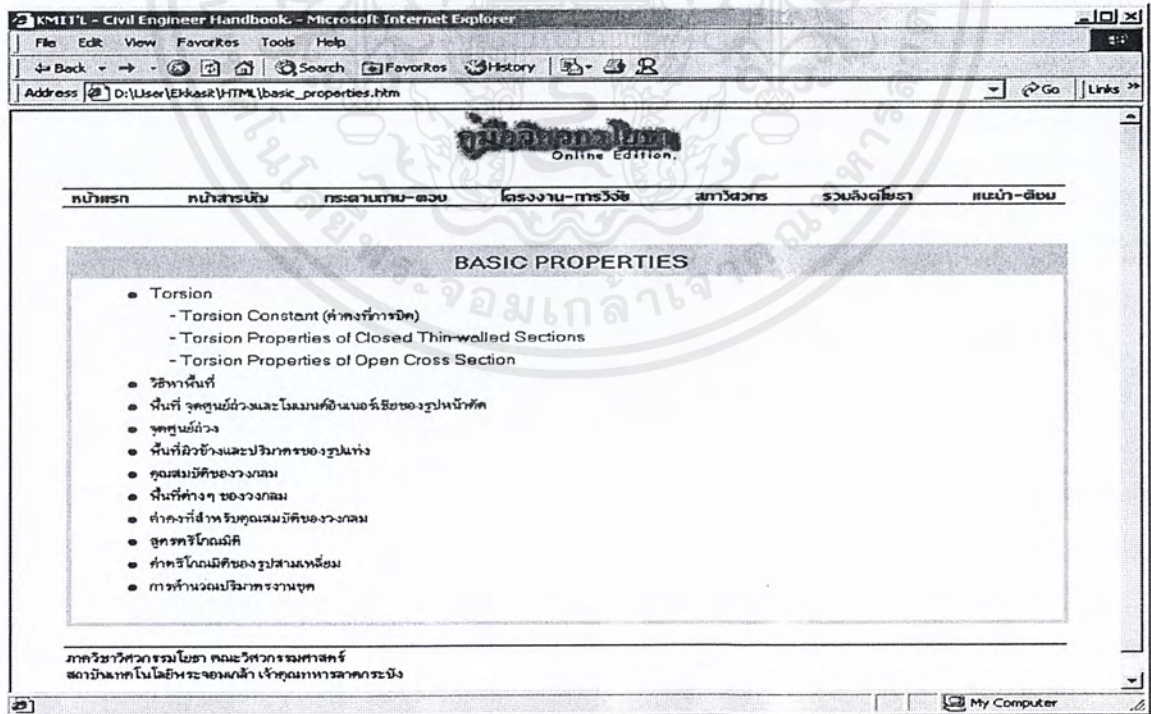 KMIT'L - Civil Engineer Handbook. - Microsoft Internet Explorer
File Edit View Favorites Tools Help
Back Search Favorites History
Address D:\User\Ekkasit\HTML\basic_properties.htm Go Links »
คู่มือวิศวกรโยธา
Online Edition.
หน้าแรก หน้าสารบัญ กระดานถาม-ตอบ โครงงาน-การวิจัย สภาวิศวกร รวมลิงค์โยธา แนะนำ-ติชม
BASIC PROPERTIES
Torsion
- Torsion Constant (ค่าคงที่การบิด)
- Torsion Properties of Closed Thin-walled Sections
- Torsion Properties of Open Cross Section
วิธีหาพื้นที่
พื้นที่ จุดศูนย์ถ่วงและโมเมนต์อินเนอร์เชียของรูปหน้าตัด
จุดศูนย์ถ่วง
พื้นที่ผิวข้างและปริมาตรของรูปแท่ง
คุณสมบัติของวงกลม
พื้นที่ต่างๆ ของวงกลม
ค่าคงที่สำหรับคุณสมบัติของวงกลม
สูตรตรีโกณมิติ
ค่าตรีโกณมิติของรูปสามเหลี่ยม
การคำนวณปริมาตรงานขุด
ภาควิชาวิศวกรรมโยธา คณะวิศวกรรมศาสตร์
สถาบันเทคโนโลยีพระจอมเกล้า เจ้าคุณทหารลาดกระบัง
My Computer